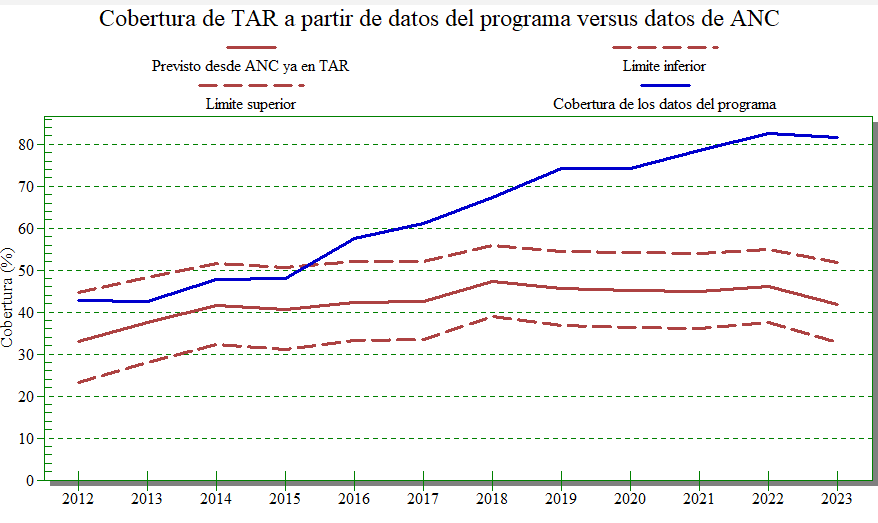 Cobertura de TAR a partir de datos del programa versus datos de ANC
Previsto desde ANC ya en TAR
Limite inferior
Limite superior
Cobertura de los datos del programa
Cobertura (%)
80
70
60
50
40
30
20
10
0
2012 2013 2014 2015 2016 2017 2018 2019 2020 2021 2022 2023